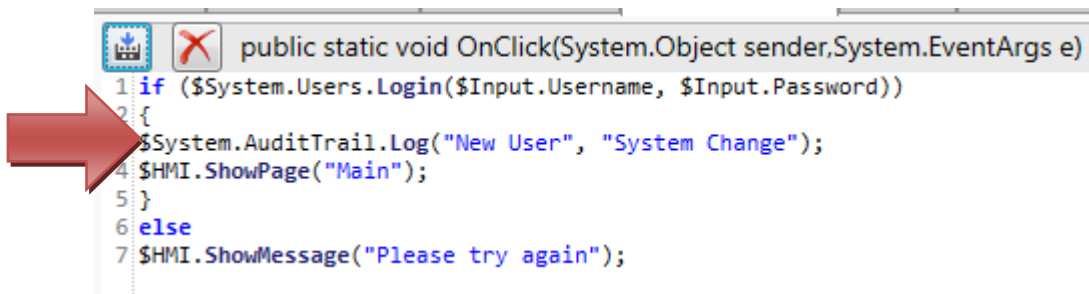 public static void OnClick(System.Object sender,System.EventArgs e)
1 if ($System.Users.Login($Input.Username, $Input.Password))
2 {
$System.AuditTrail.Log("New User", "System Change");
4 $HMI.ShowPage("Main");
5 }
6 else
7 $HMI.ShowMessage("Please try again");